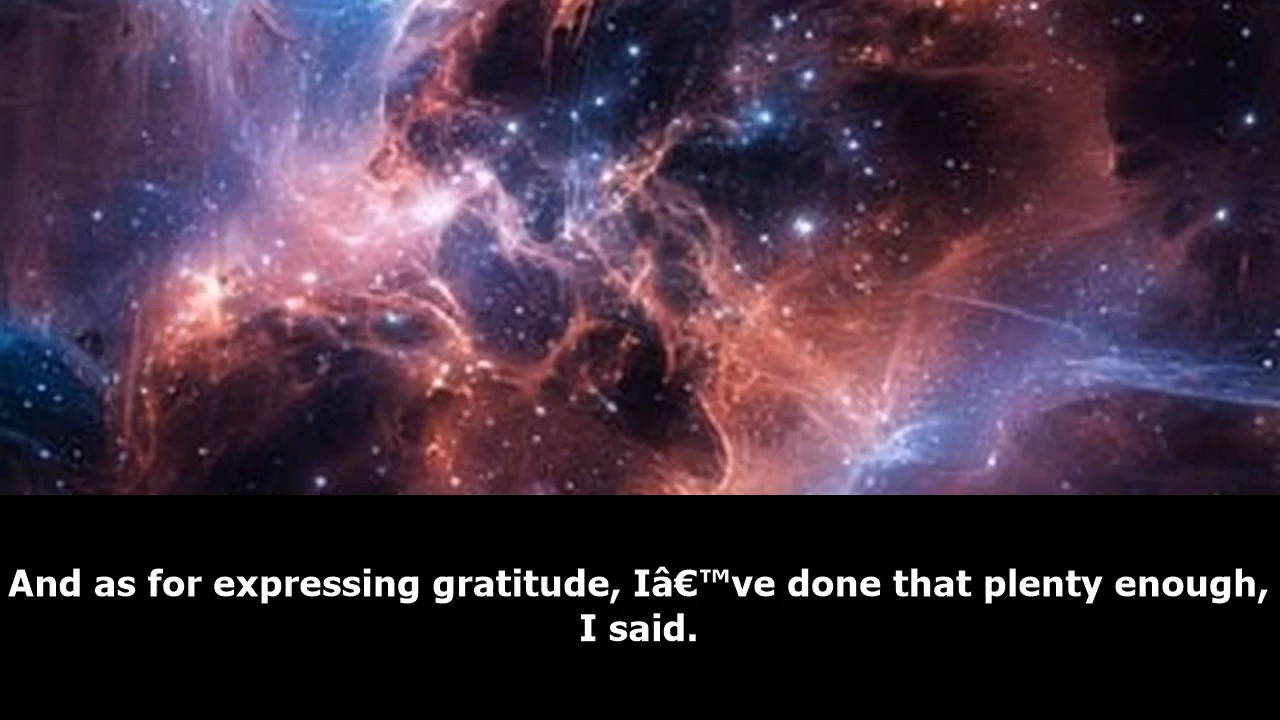 And as for expressing gratitude, Iâ€™ve done that plenty enough,
I said.